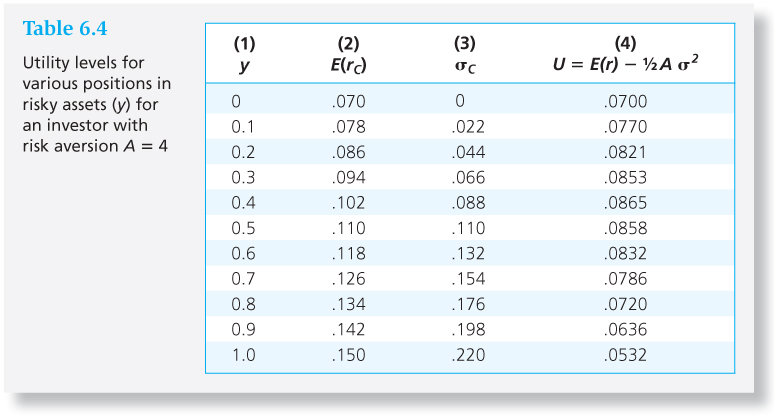 Table 6.4
Utility levels for
various positions in
risky assets (y) for
an investor with
risk aversion A = 4
(1) (2) (3) (4)
y E(rC) σC U = E(r) − ½A σ²
0 .070 0 .0700
0.1 .078 .022 .0770
0.2 .086 .044 .0821
0.3 .094 .066 .0853
0.4 .102 .088 .0865
0.5 .110 .110 .0858
0.6 .118 .132 .0832
0.7 .126 .154 .0786
0.8 .134 .176 .0720
0.9 .142 .198 .0636
1.0 .150 .220 .0532